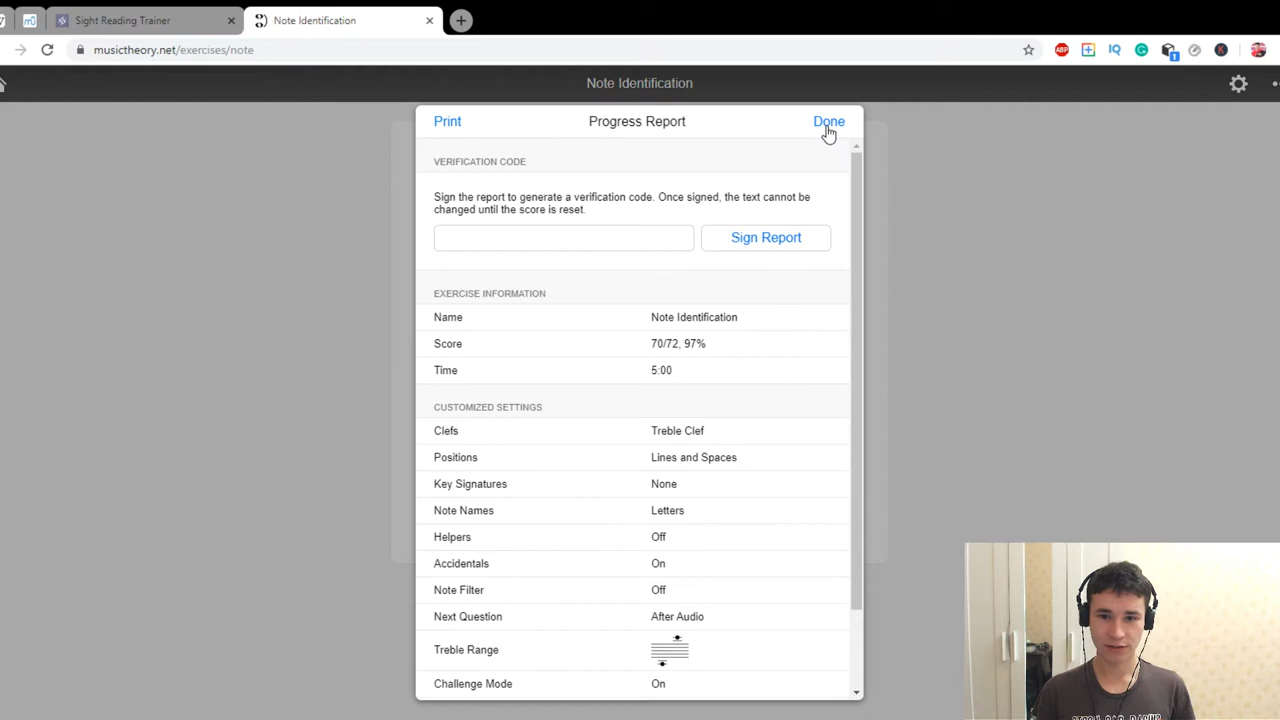 Sight Reading Trainer
Note Identification
musictheory.net/exercises/note
ABP
IQ
K
1
Note Identification
Print
Progress Report
Done
VERIFICATION CODE
Sign the report to generate a verification code. Once signed, the text cannot be
changed until the score is reset.
Sign Report
EXERCISE INFORMATION
Name Note Identification
Score 70/72, 97%
Time 5:00
CUSTOMIZED SETTINGS
Clefs Treble Clef
Positions Lines and Spaces
Key Signatures None
Note Names Letters
Helpers Off
Accidentals On
Note Filter Off
Next Question After Audio
Treble Range
Challenge Mode On